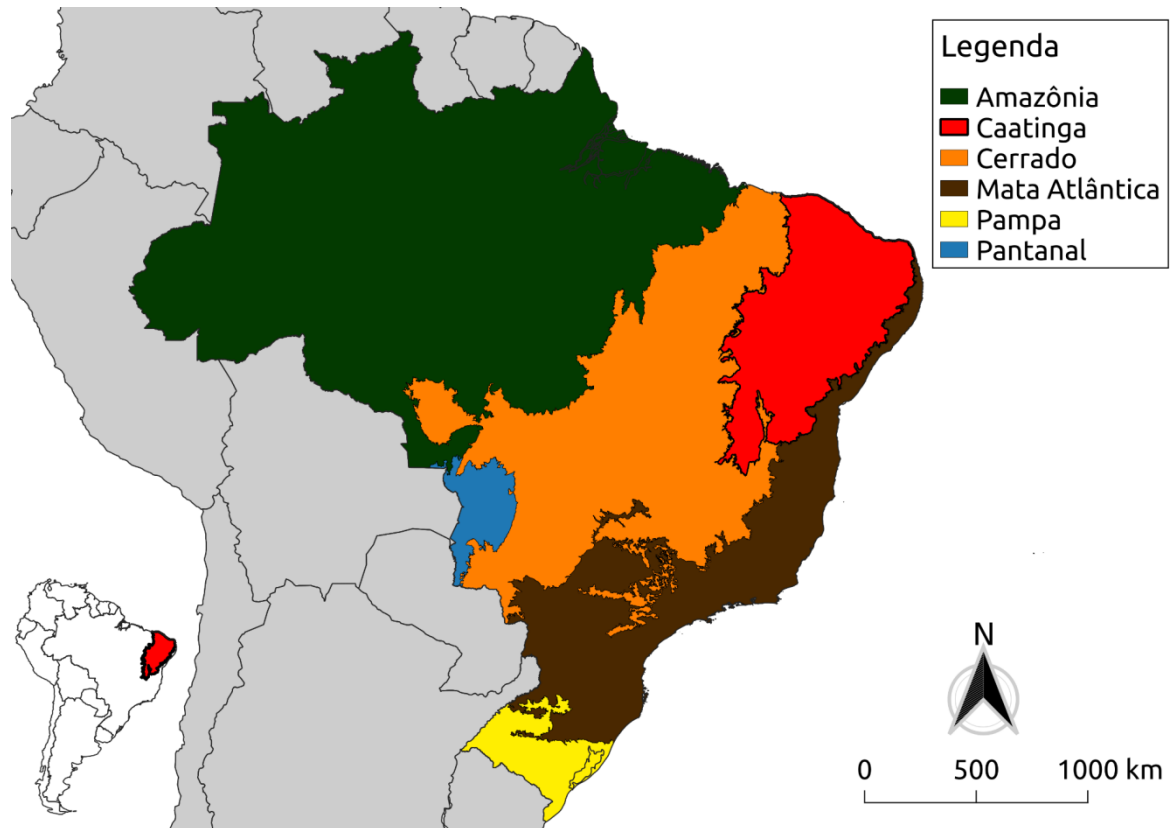 Legenda
Amazônia
Caatinga
Cerrado
Mata Atlântica
Pampa
Pantanal
N
0 500 1000 km